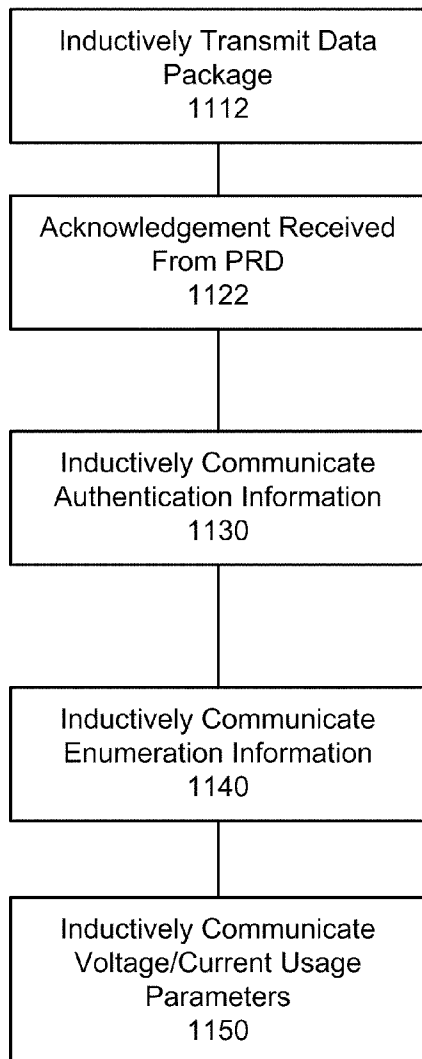 Inductively Transmit Data
Package
1112
Acknowledgement Received
From PRD
1122
Inductively Communicate
Authentication Information
1130
Inductively Communicate
Enumeration Information
1140
Inductively Communicate
Voltage/Current Usage
Parameters
1150